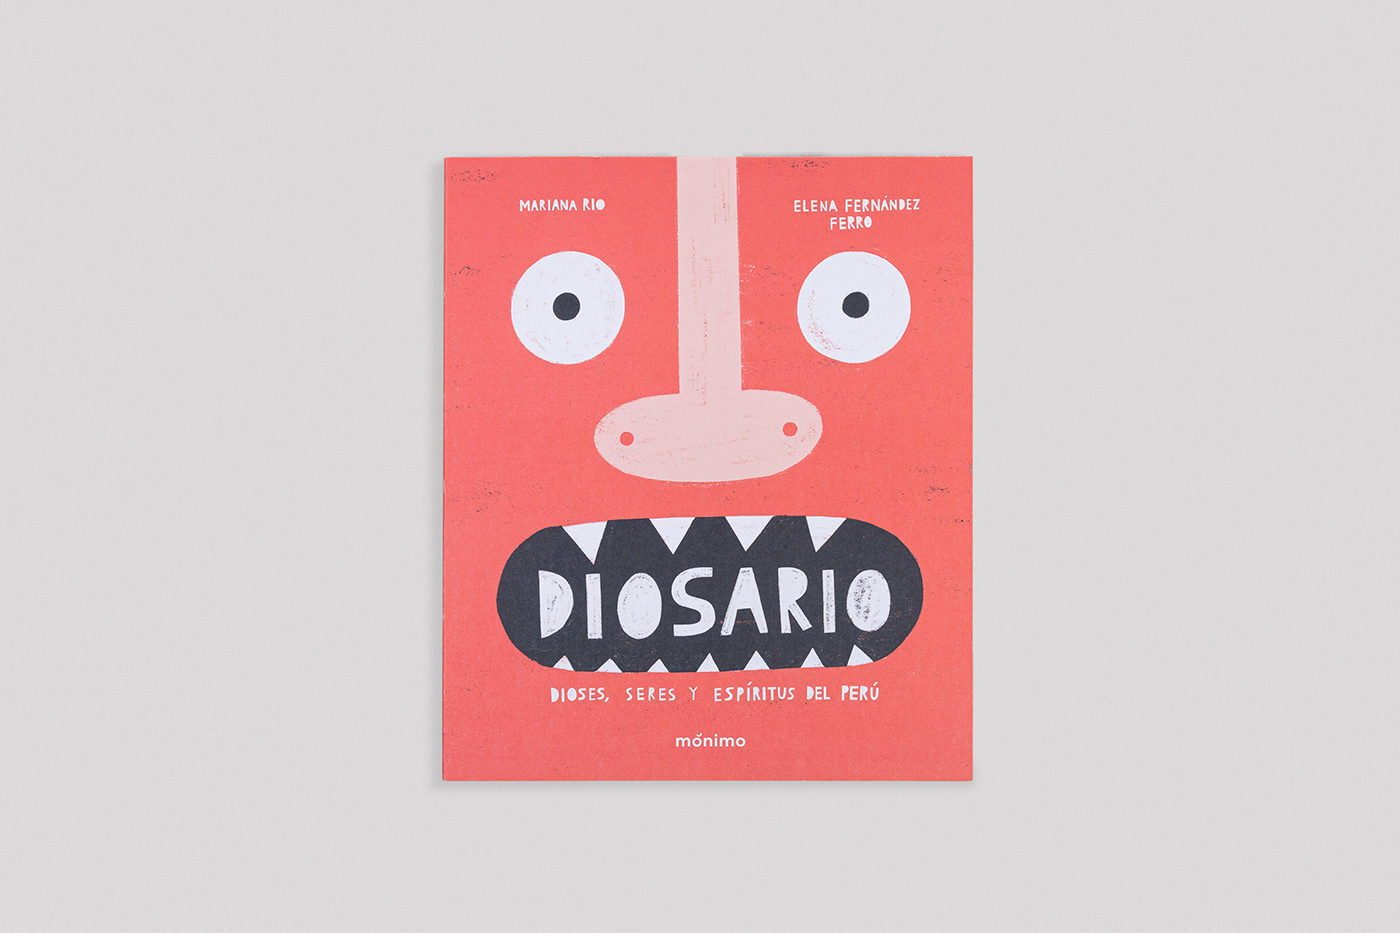 MARIANA RIO
ELENA FERNÁNDEZ
FERRO
DIOSARIO
DIOSES, SERES Y ESPÍRITUS DEL PERÚ
mónimo